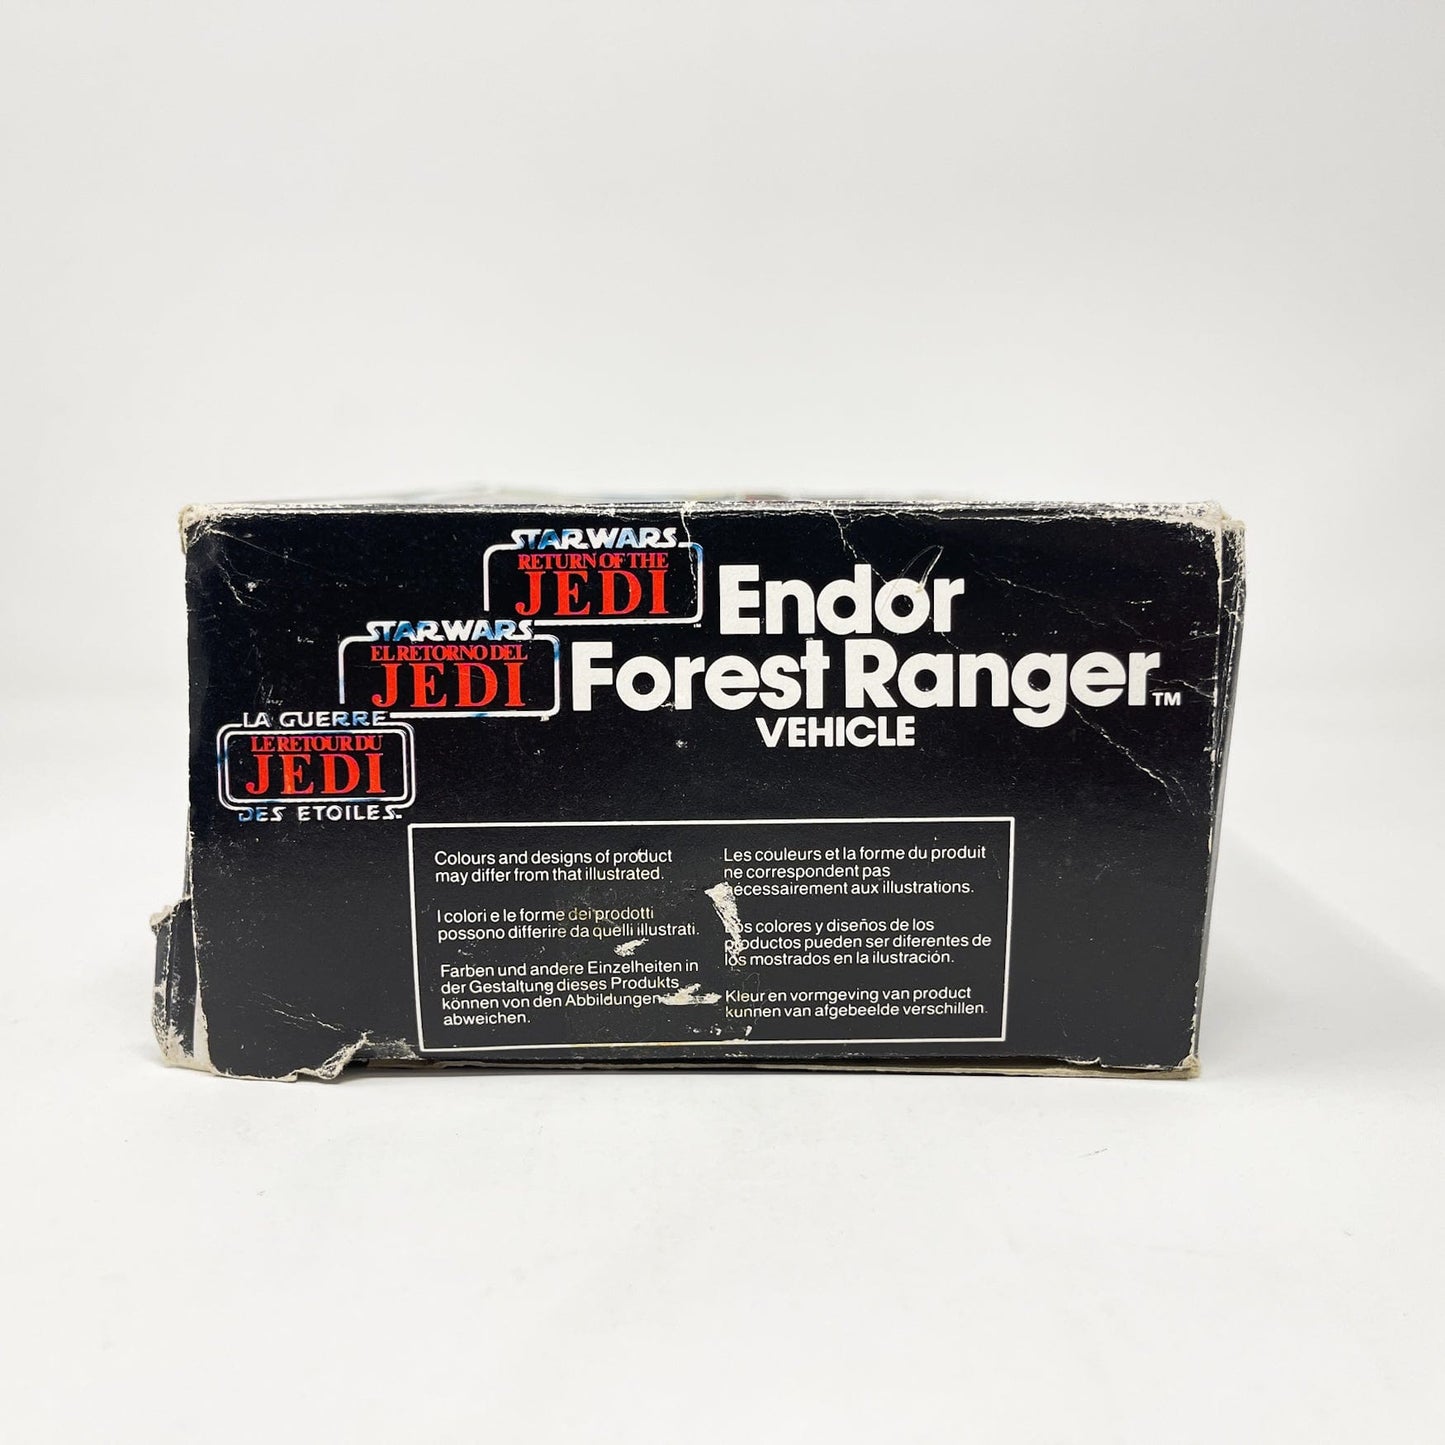 STAR WARS
RETURN OF THE
JEDI
Endor
STAR WARS
EL RETORNO DEL
JEDI
Forest Ranger™
VEHICLE
LA GUERRE
LE RETOUR DU
JEDI
DES ETOILES
Colours and designs of product
may differ from that illustrated.
I colori e le forme dei prodotti
possono differire da quelli illustrati.
Farben und andere Einzelheiten in
der Gestaltung dieses Produkts
können von den Abbildungen
abweichen.
Les couleurs et la forme du produit
ne correspondent pas
nécessairement aux illustrations.
Los colores y diseños de los
productos pueden ser diferentes de
los mostrados en la ilustración.
Kleur en vormgeving van product
kunnen van afgebeelde verschillen.